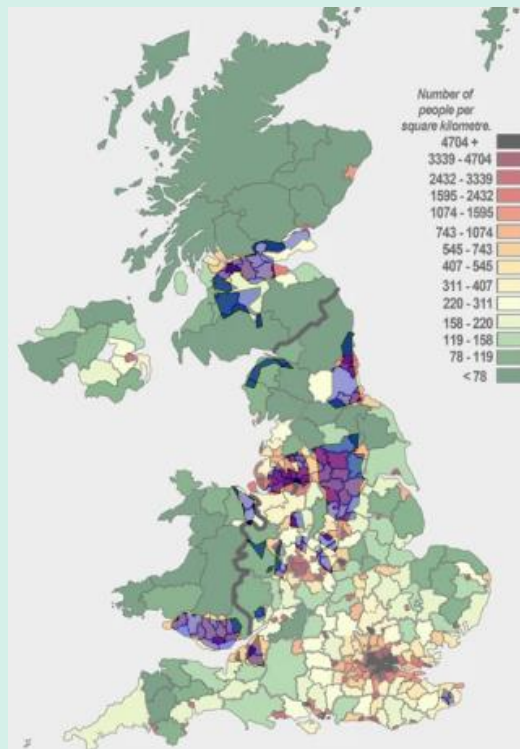 Number of
people per
square kilometre.
4704 +
3339 - 4704
2432 - 3339
1595 - 2432
1074 - 1595
743 - 1074
545 - 743
407 - 545
311 - 407
220 - 311
158 - 220
119 - 158
78 - 119
< 78